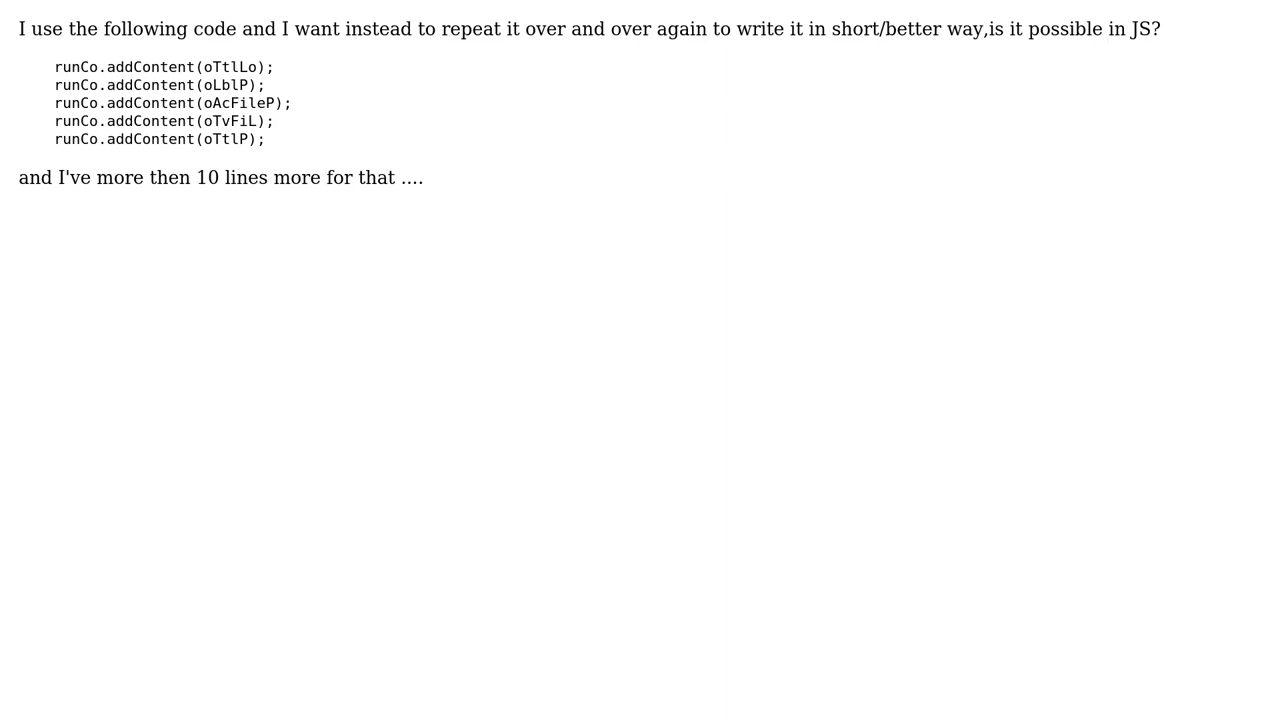 I use the following code and I want instead to repeat it over and over again to write it in short/better way,is it possible in JS?
runCo.addContent(oTtlLo);
runCo.addContent(oLblP);
runCo.addContent(oAcFileP);
runCo.addContent(oTvFiL);
runCo.addContent(oTtlP);
and I've more then 10 lines more for that ....